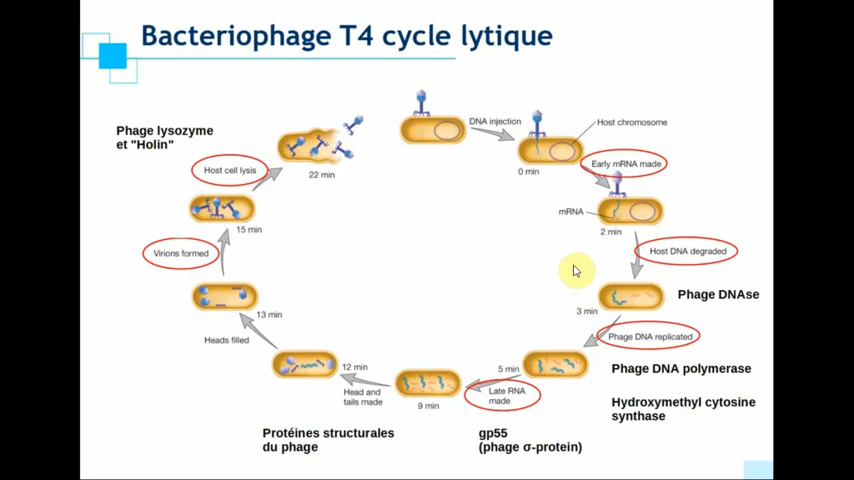 Bacteriophage T4 cycle lytique
DNA injection
Host chromosome
0 min
Early mRNA made
mRNA
2 min
Host DNA degraded
Phage DNAse
3 min
Phage DNA replicated
Phage DNA polymerase
Hydroxymethyl cytosine
synthase
5 min
Late RNA
made
gp55
(phage σ-protein)
9 min
Head and
tails made
Protéines structurales
du phage
12 min
Heads filled
13 min
Virions formed
15 min
Host cell lysis
Phage lysozyme
et "Holin"
22 min